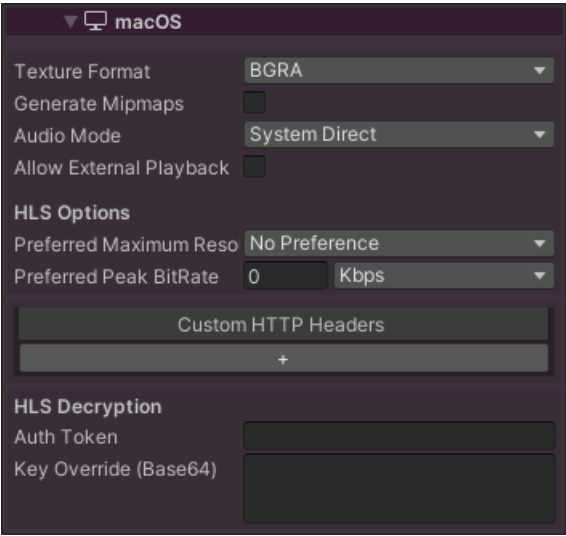 macOS
Texture Format BGRA
Generate Mipmaps
Audio Mode System Direct
Allow External Playback
HLS Options
Preferred Maximum Reso No Preference
Preferred Peak BitRate 0 Kbps
Custom HTTP Headers
+
HLS Decryption
Auth Token
Key Override (Base64)